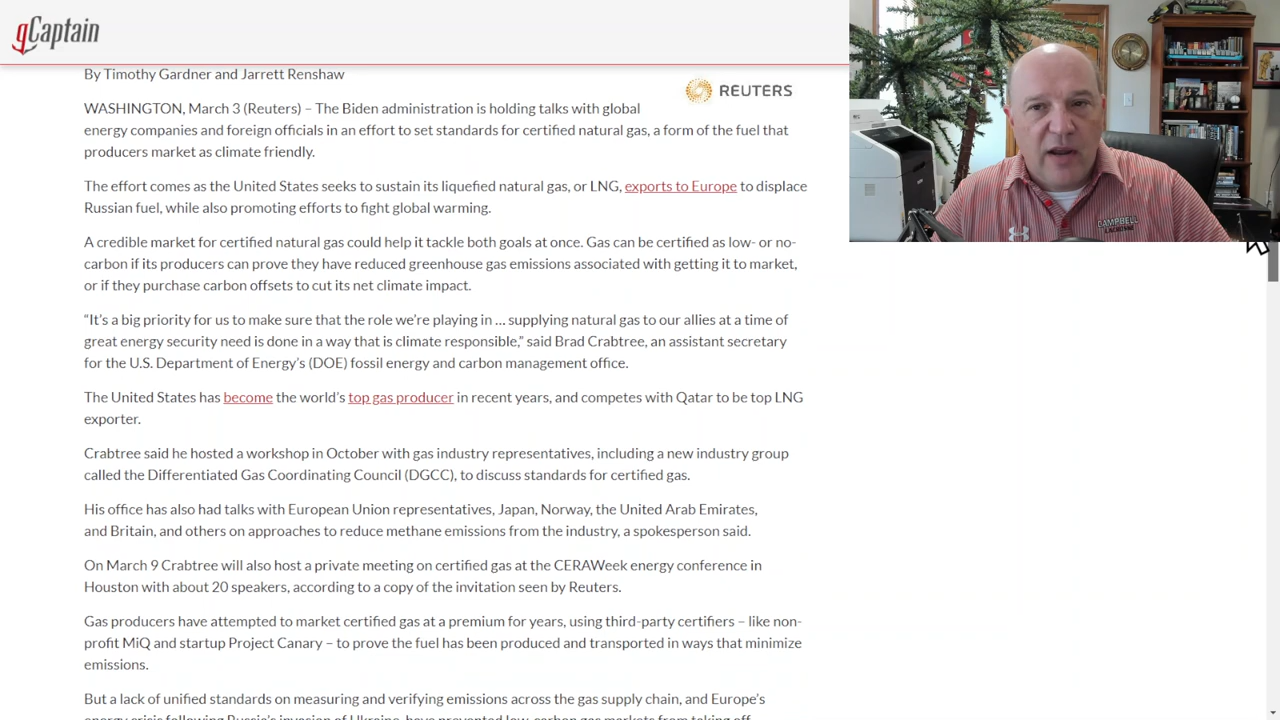 gCaptain
By Timothy Gardner and Jarrett Renshaw
REUTERS
WASHINGTON, March 3 (Reuters) – The Biden administration is holding talks with global
energy companies and foreign officials in an effort to set standards for certified natural gas, a form of the fuel that
producers market as climate friendly.
The effort comes as the United States seeks to sustain its liquefied natural gas, or LNG, exports to Europe to displace
Russian fuel, while also promoting efforts to fight global warming.
A credible market for certified natural gas could help it tackle both goals at once. Gas can be certified as low- or no-
carbon if its producers can prove they have reduced greenhouse gas emissions associated with getting it to market,
or if they purchase carbon offsets to cut its net climate impact.
“It’s a big priority for us to make sure that the role we’re playing in … supplying natural gas to our allies at a time of
great energy security need is done in a way that is climate responsible,” said Brad Crabtree, an assistant secretary
for the U.S. Department of Energy’s (DOE) fossil energy and carbon management office.
The United States has become the world’s top gas producer in recent years, and competes with Qatar to be top LNG
exporter.
Crabtree said he hosted a workshop in October with gas industry representatives, including a new industry group
called the Differentiated Gas Coordinating Council (DGCC), to discuss standards for certified gas.
His office has also had talks with European Union representatives, Japan, Norway, the United Arab Emirates,
and Britain, and others on approaches to reduce methane emissions from the industry, a spokesperson said.
On March 9 Crabtree will also host a private meeting on certified gas at the CERAWeek energy conference in
Houston with about 20 speakers, according to a copy of the invitation seen by Reuters.
Gas producers have attempted to market certified gas at a premium for years, using third-party certifiers – like non-
profit MiQ and startup Project Canary – to prove the fuel has been produced and transported in ways that minimize
emissions.
But a lack of unified standards on measuring and verifying emissions across the gas supply chain, and Europe’s
energy crisis following Russia’s invasion of Ukraine, have prevented low-carbon gas markets from taking off.
CAMPBELL
LACROSSE